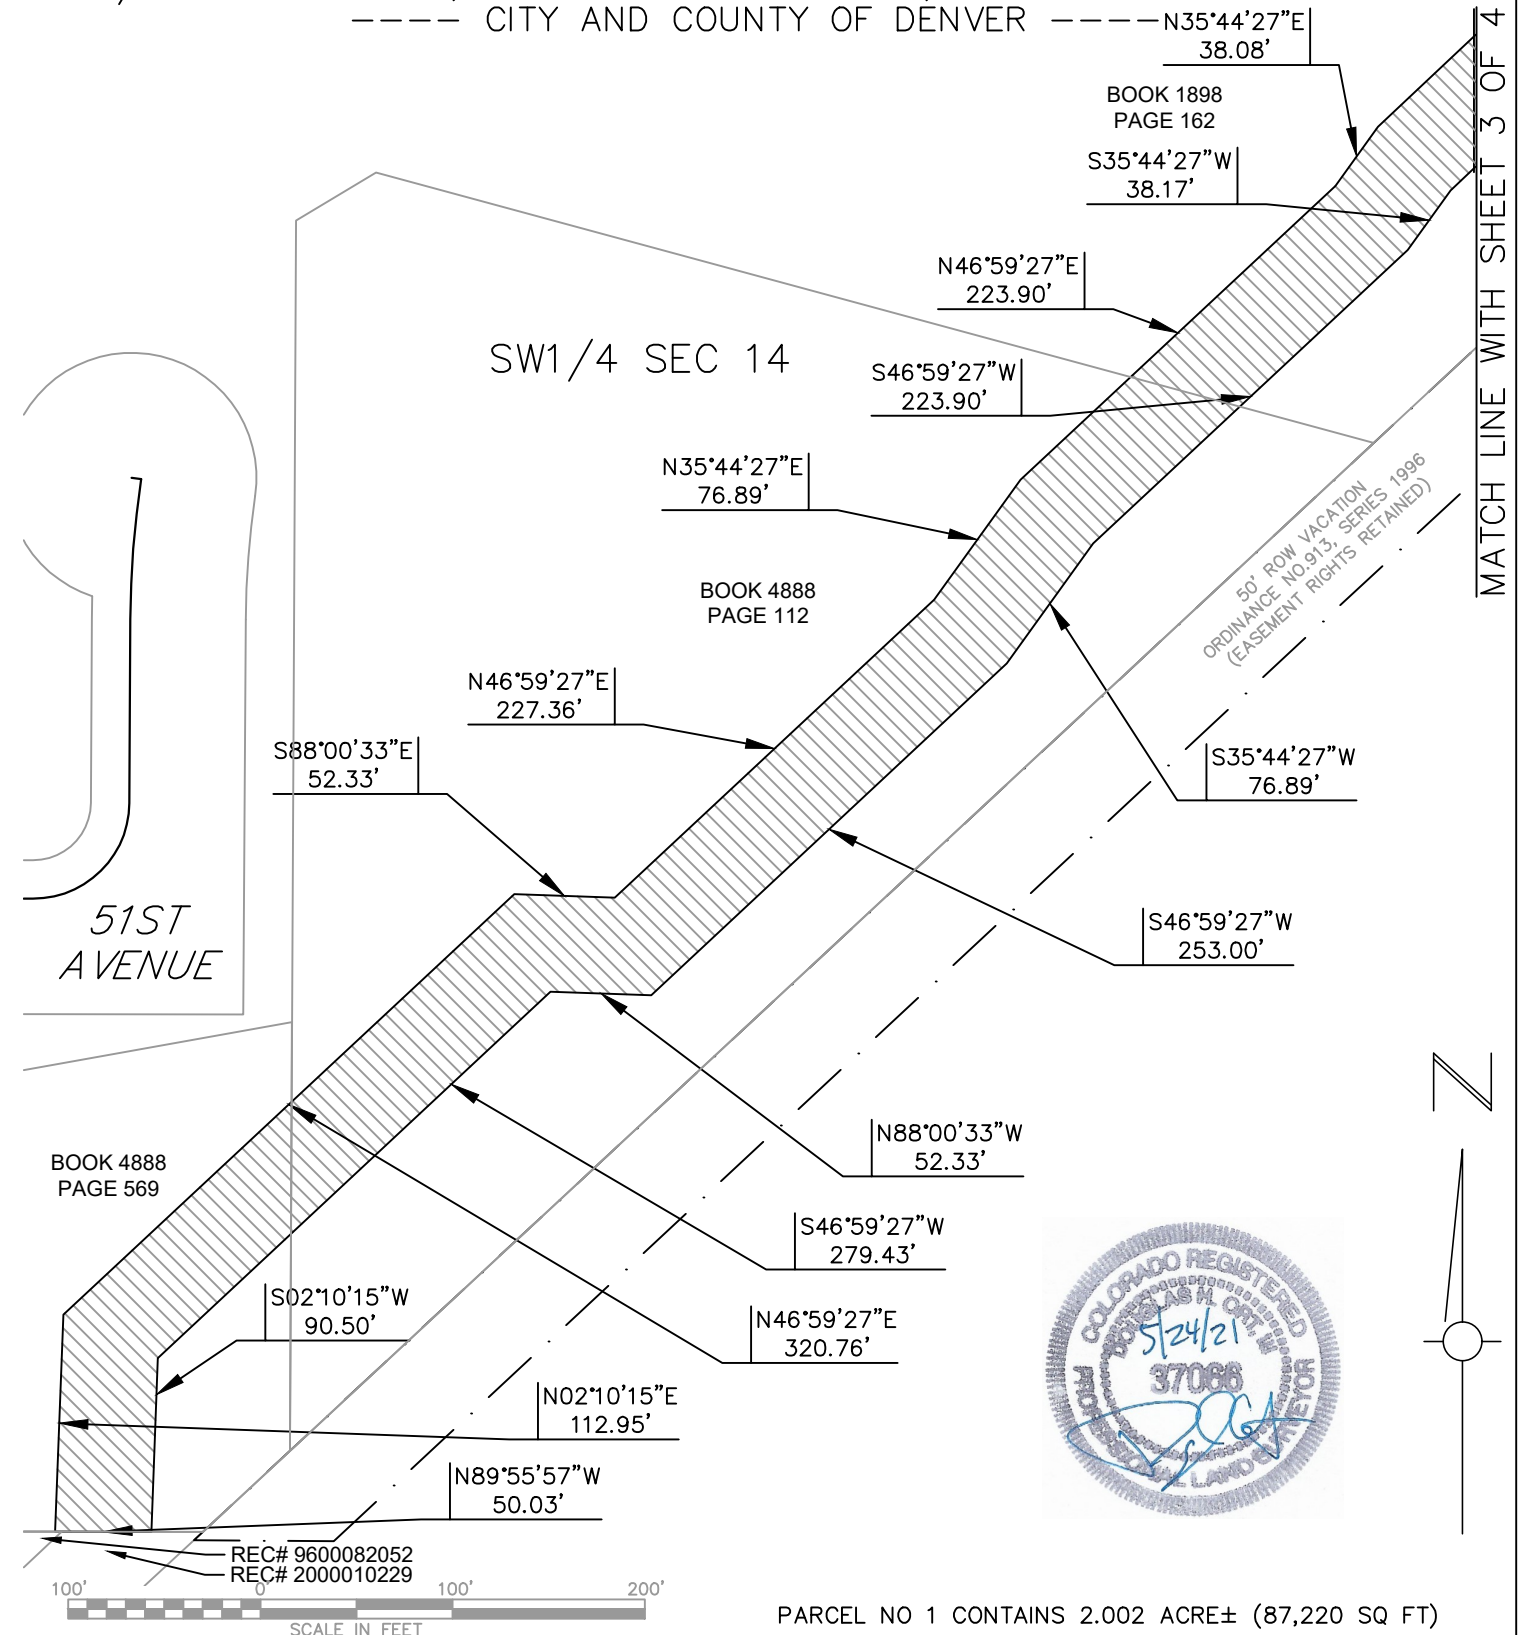 ---- CITY AND COUNTY OF DENVER ----
N35°44'27"E
38.08'
BOOK 1898
PAGE 162
S35°44'27"W
38.17'
MATCH LINE WITH SHEET 3 OF 4
N46°59'27"E
223.90'
SW1/4 SEC 14
S46°59'27"W
223.90'
N35°44'27"E
76.89'
50' ROW VACATION
ORDINANCE NO.913, SERIES 1996
(EASEMENT RIGHTS RETAINED)
BOOK 4888
PAGE 112
N46°59'27"E
227.36'
S88°00'33"E
52.33'
S35°44'27"W
76.89'
51ST
AVENUE
S46°59'27"W
253.00'
N
N88°00'33"W
52.33'
BOOK 4888
PAGE 569
S46°59'27"W
279.43'
S02°10'15"W
90.50'
N46°59'27"E
320.76'
COLORADO REGISTERED
DOUGLAS H. ORT, III
5/24/21
37066
PROFESSIONAL LAND SURVEYOR
N02°10'15"E
112.95'
N89°55'57"W
50.03'
REC# 9600082052
REC# 2000010229
100' 0' 100' 200'
SCALE IN FEET
PARCEL NO 1 CONTAINS 2.002 ACRE± (87,220 SQ FT)